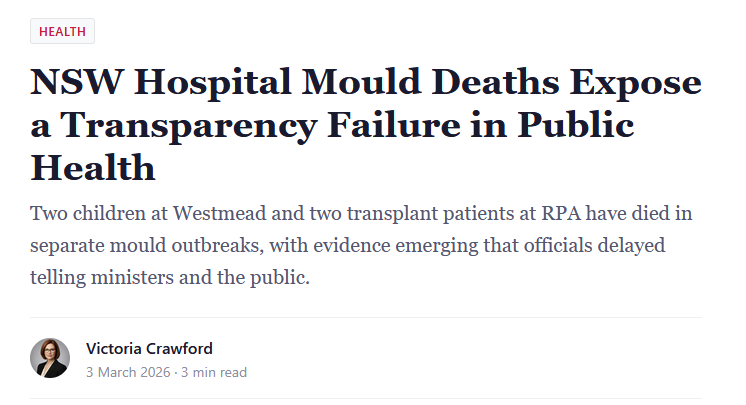 HEALTH
NSW Hospital Mould Deaths Expose
a Transparency Failure in Public
Health
Two children at Westmead and two transplant patients at RPA have died in
separate mould outbreaks, with evidence emerging that officials delayed
telling ministers and the public.
Victoria Crawford
3 March 2026 · 3 min read